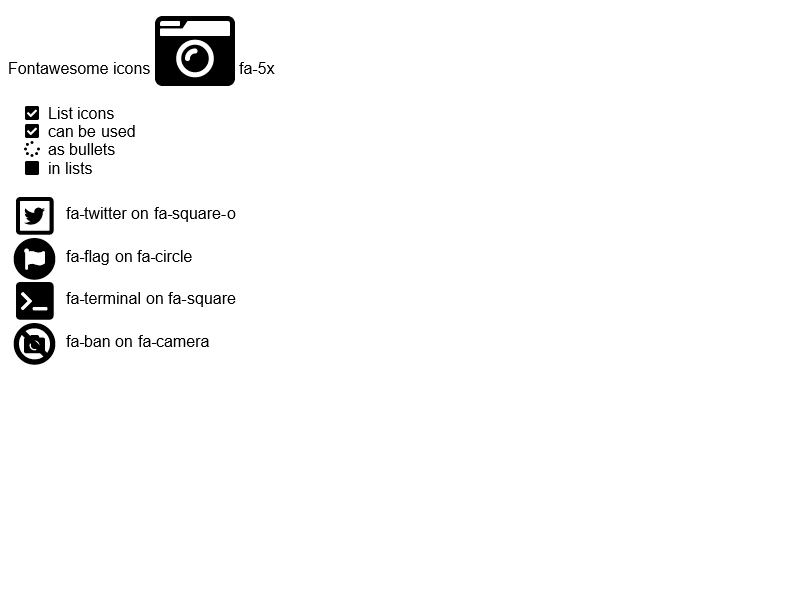 Fontawesome icons fa-5x
List icons
can be used
as bullets
in lists
fa-twitter on fa-square-o
fa-flag on fa-circle
fa-terminal on fa-square
fa-ban on fa-camera